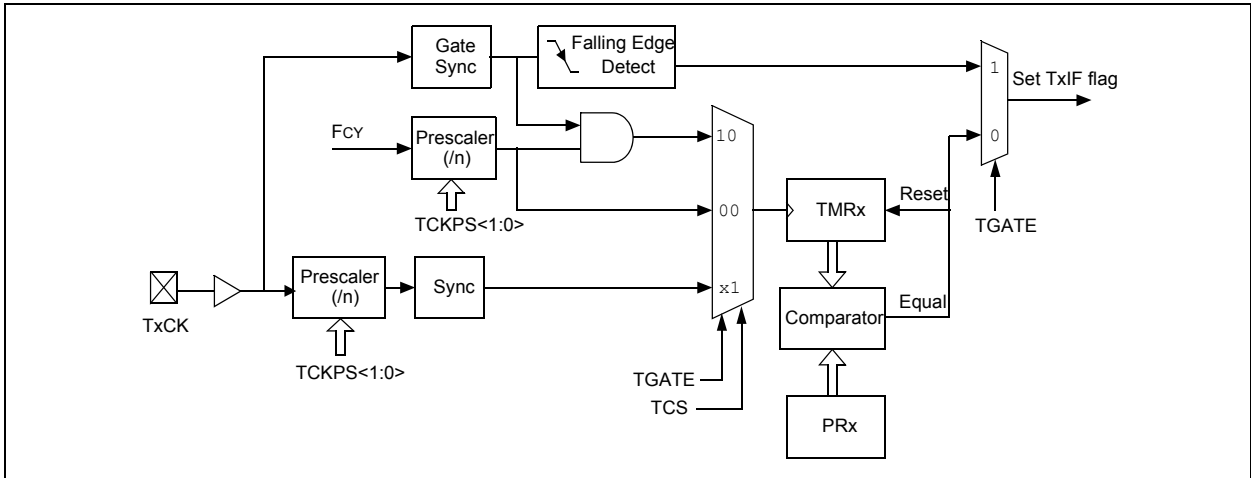 Gate
Sync
Falling Edge
Detect
1
Set TxIF flag
0
FCY
Prescaler
(/n)
10
TCKPS<1:0>
00
TMRx
Reset
TGATE
TxCK
Prescaler
(/n)
Sync
x1
Comparator
Equal
TCKPS<1:0>
TGATE
TCS
PRx